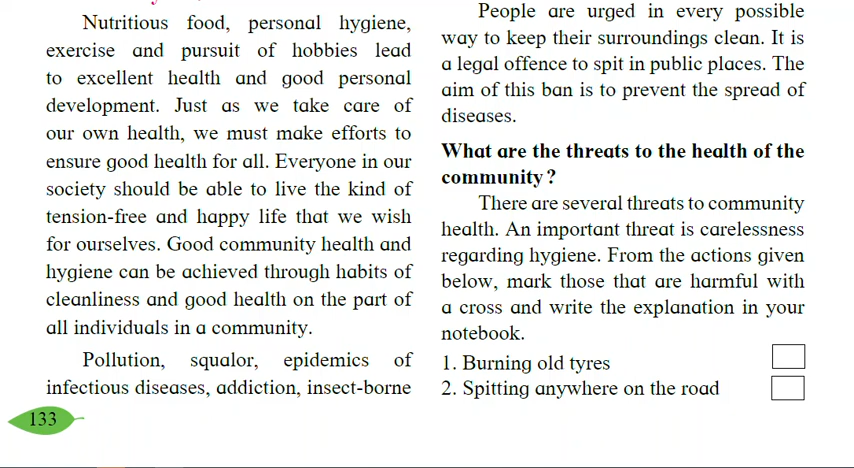 Nutritious food, personal hygiene,
exercise and pursuit of hobbies lead
to excellent health and good personal
development. Just as we take care of
our own health, we must make efforts to
ensure good health for all. Everyone in our
society should be able to live the kind of
tension-free and happy life that we wish
for ourselves. Good community health and
hygiene can be achieved through habits of
cleanliness and good health on the part of
all individuals in a community.
Pollution, squalor, epidemics of
infectious diseases, addiction, insect-borne
133
People are urged in every possible
way to keep their surroundings clean. It is
a legal offence to spit in public places. The
aim of this ban is to prevent the spread of
diseases.
What are the threats to the health of the
community?
There are several threats to community
health. An important threat is carelessness
regarding hygiene. From the actions given
below, mark those that are harmful with
a cross and write the explanation in your
notebook.
1. Burning old tyres
2. Spitting anywhere on the road